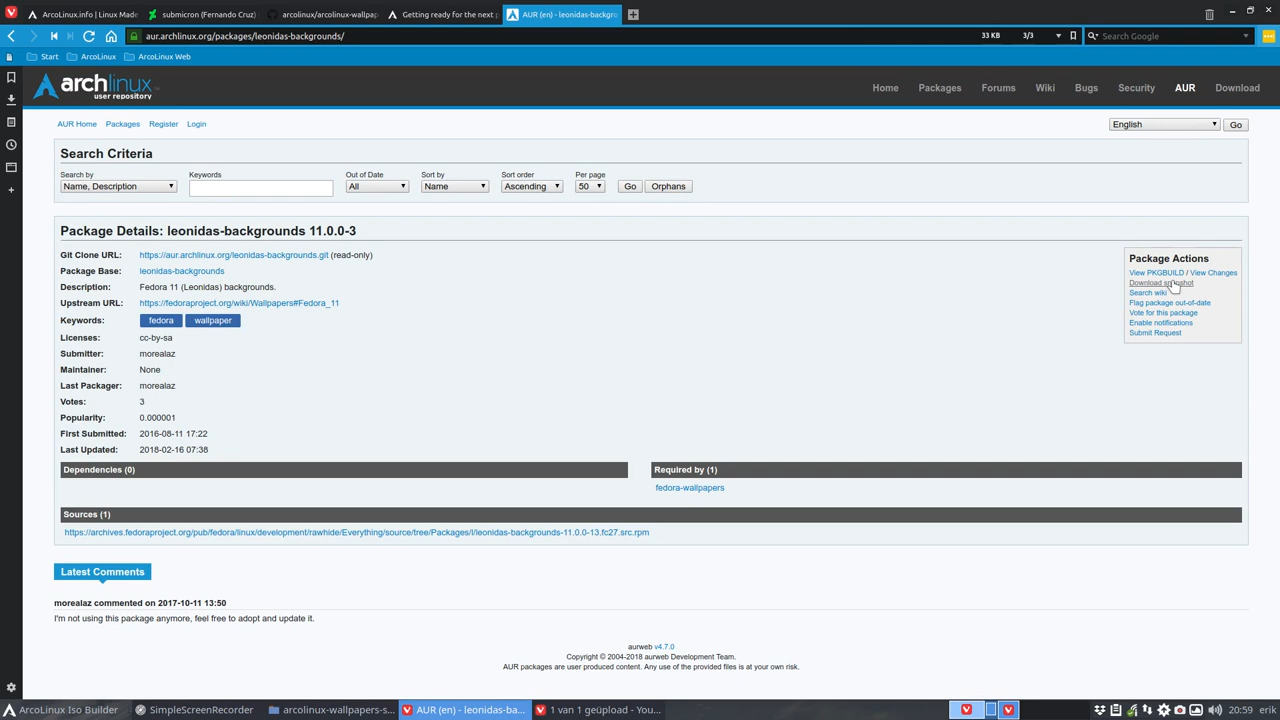 ArcoLinux.info | Linux Made
submicron (Fernando Cruz)
arcolinux/arcolinux-wallpap
Getting ready for the next p
AUR (en) - leonidas-backgro
aur.archlinux.org/packages/leonidas-backgrounds/
33 KB
3/3
Search Google
Start
ArcoLinux
ArcoLinux Web
archlinux
user repository
Home
Packages
Forums
Wiki
Bugs
Security
AUR
Download
AUR Home
Packages
Register
Login
English
Go
Search Criteria
Search by
Keywords
Out of Date
Sort by
Sort order
Per page
Name, Description
All
Name
Ascending
50
Go
Orphans
Package Details: leonidas-backgrounds 11.0.0-3
Git Clone URL: https://aur.archlinux.org/leonidas-backgrounds.git (read-only)
Package Base: leonidas-backgrounds
Description: Fedora 11 (Leonidas) backgrounds.
Upstream URL: https://fedoraproject.org/wiki/Wallpapers#Fedora_11
Keywords: fedora wallpaper
Licenses: cc-by-sa
Submitter: morealaz
Maintainer: None
Last Packager: morealaz
Votes: 3
Popularity: 0.000001
First Submitted: 2016-08-11 17:22
Last Updated: 2018-02-16 07:38
Package Actions
View PKGBUILD / View Changes
Download snapshot
Search wiki
Flag package out-of-date
Vote for this package
Enable notifications
Submit Request
Dependencies (0)
Required by (1)
fedora-wallpapers
Sources (1)
https://archives.fedoraproject.org/pub/fedora/linux/development/rawhide/Everything/source/tree/Packages/l/leonidas-backgrounds-11.0.0-13.fc27.src.rpm
Latest Comments
morealaz commented on 2017-10-11 13:50
I'm not using this package anymore, feel free to adopt and update it.
aurweb v4.7.0
Copyright © 2004-2018 aurweb Development Team.
AUR packages are user produced content. Any use of the provided files is at your own risk.
ArcoLinux Iso Builder
SimpleScreenRecorder
arcolinux-wallpapers-s...
AUR (en) - leonidas-ba...
1 van 1 geüpload - You...
20:59
erik